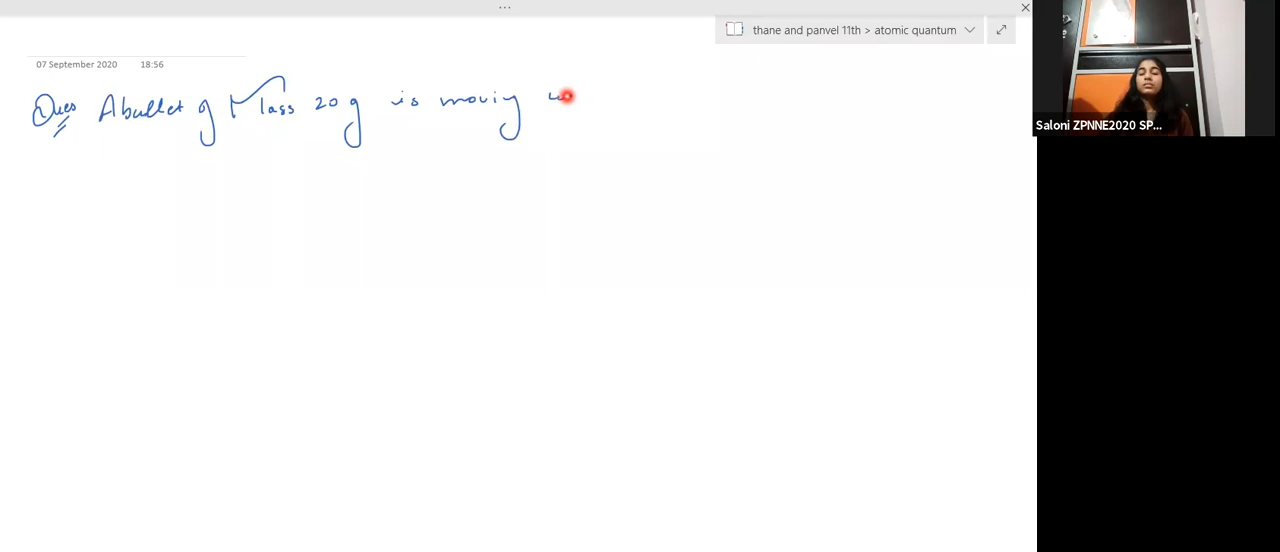 ...
thane and panvel 11th > atomic quantum
07 September 2020 18:56
Ques A bullet of Mass 20 g is moving w
Saloni ZPNNE2020 SP...